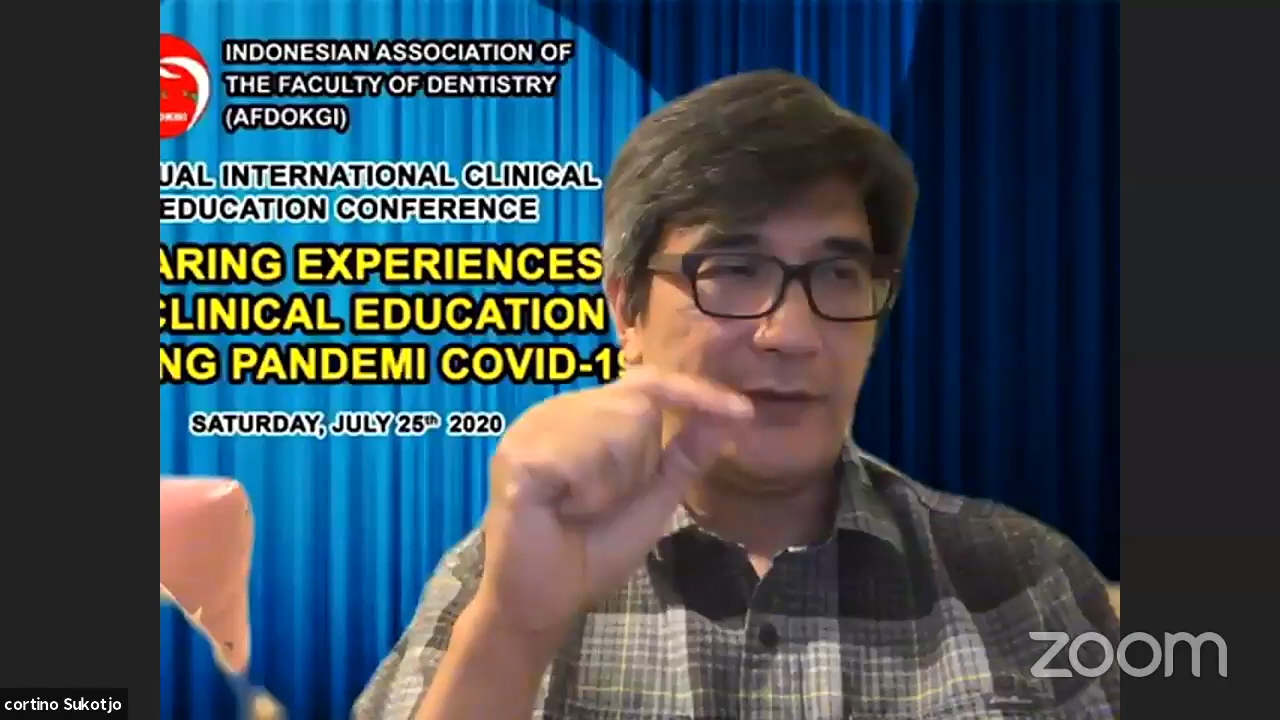 INDONESIAN ASSOCIATION OF
THE FACULTY OF DENTISTRY
(AFDOKGI)
UAL INTERNATIONAL CLINICAL
EDUCATION CONFERENCE
ARING EXPERIENCES
CLINICAL EDUCATION
NG PANDEMI COVID-19
SATURDAY, JULY 25th 2020
zoom
cortino Sukotjo